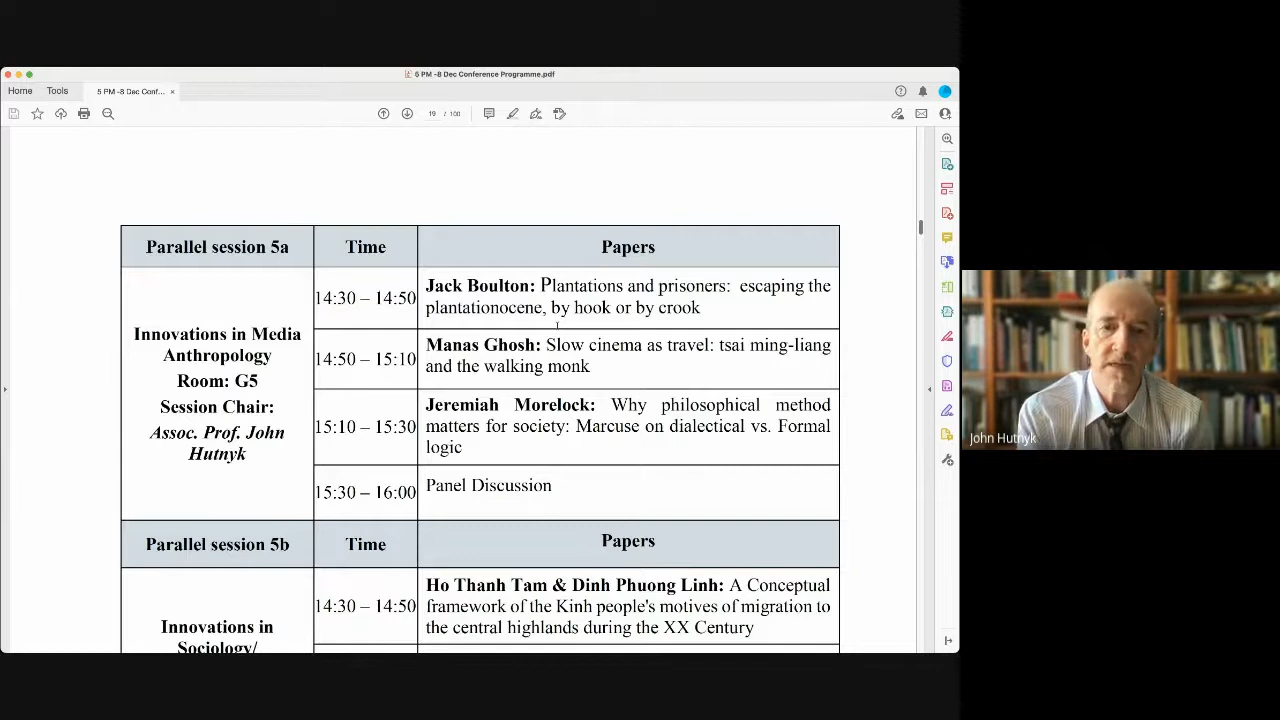 5 PM -8 Dec Conference Programme.pdf
Home Tools 5 PM -8 Dec Conf... ×
19 / 100
Parallel session 5a Time Papers
Innovations in Media
Anthropology
Room: G5
Session Chair:
Assoc. Prof. John
Hutnyk
14:30 – 14:50
Jack Boulton: Plantations and prisoners: escaping the
plantationocene, by hook or by crook
14:50 – 15:10
Manas Ghosh: Slow cinema as travel: tsai ming-liang
and the walking monk
15:10 – 15:30
Jeremiah Morelock: Why philosophical method
matters for society: Marcuse on dialectical vs. Formal
logic
15:30 – 16:00
Panel Discussion
Parallel session 5b Time Papers
Innovations in
Sociology/
14:30 – 14:50
Ho Thanh Tam & Dinh Phuong Linh: A Conceptual
framework of the Kinh people's motives of migration to
the central highlands during the XX Century
John Hutnyk